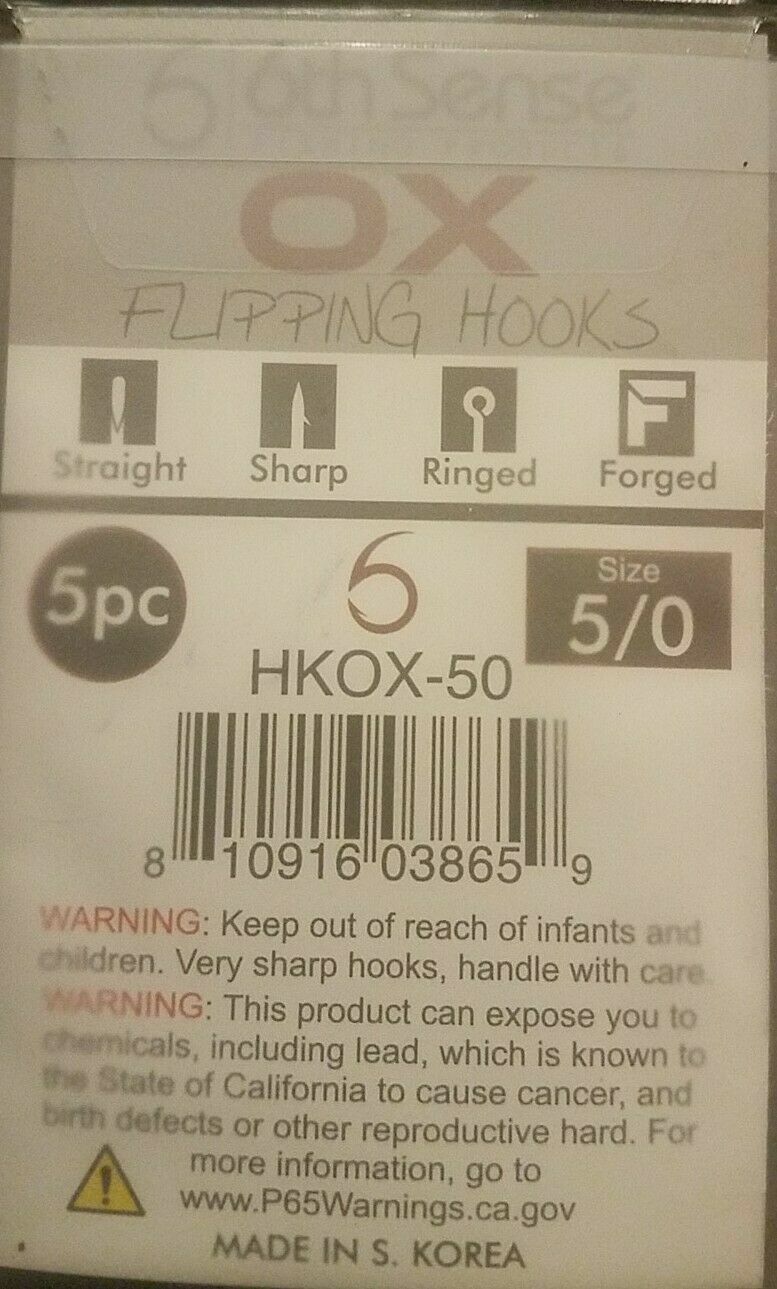 6th Sense
OX
FLIPPING HOOKS
Straight Sharp Ringed Forged
5pc 6 Size
5/0
HKOX-50
8 10916 03865 9
WARNING: Keep out of reach of infants and
children. Very sharp hooks, handle with care.
WARNING: This product can expose you to
chemicals, including lead, which is known to
the State of California to cause cancer, and
birth defects or other reproductive hard. For
more information, go to
www.P65Warnings.ca.gov
MADE IN S. KOREA